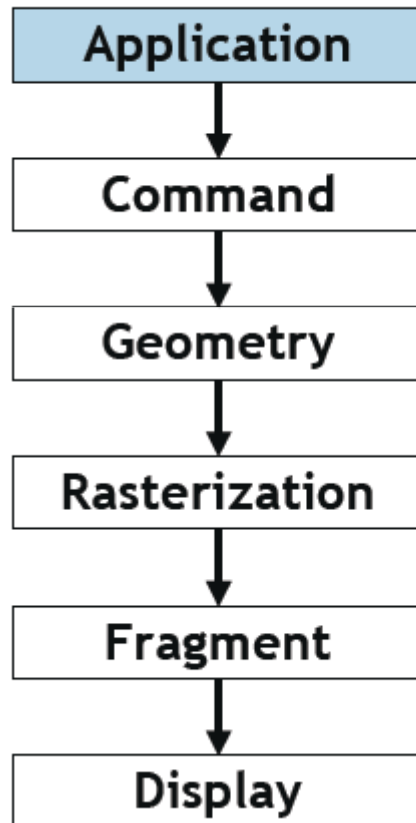 Application
Command
Geometry
Rasterization
Fragment
Display